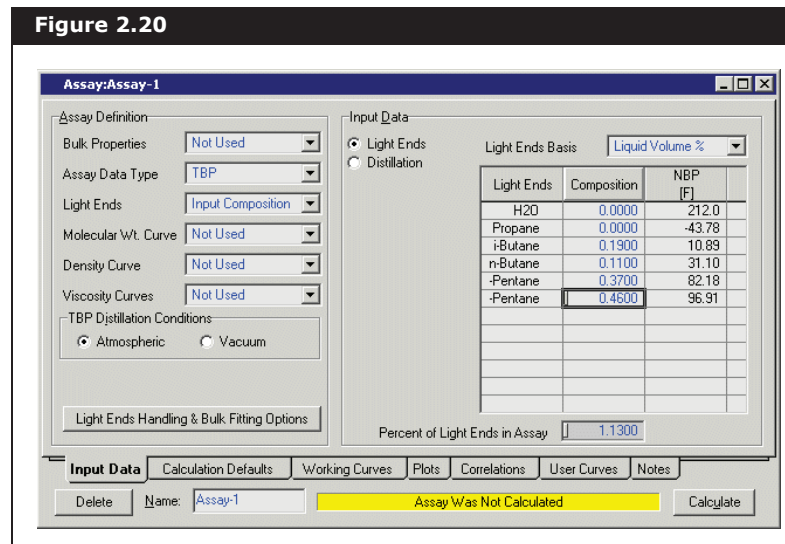 Figure 2.20
Assay:Assay-1
Assay Definition
Bulk Properties Not Used
Assay Data Type TBP
Light Ends Input Composition
Molecular Wt. Curve Not Used
Density Curve Not Used
Viscosity Curves Not Used
TBP Distillation Conditions
Atmospheric Vacuum
Light Ends Handling & Bulk Fitting Options
Input Data
Light Ends
Distillation
Light Ends Basis Liquid Volume %
Light Ends Composition NBP [F]
H2O 0.0000 212.0
Propane 0.0000 -43.78
i-Butane 0.1900 10.89
n-Butane 0.1100 31.10
-Pentane 0.3700 82.18
-Pentane 0.4600 96.91
Percent of Light Ends in Assay 1.1300
Input Data Calculation Defaults Working Curves Plots Correlations User Curves Notes
Delete Name: Assay-1 Assay Was Not Calculated Calculate